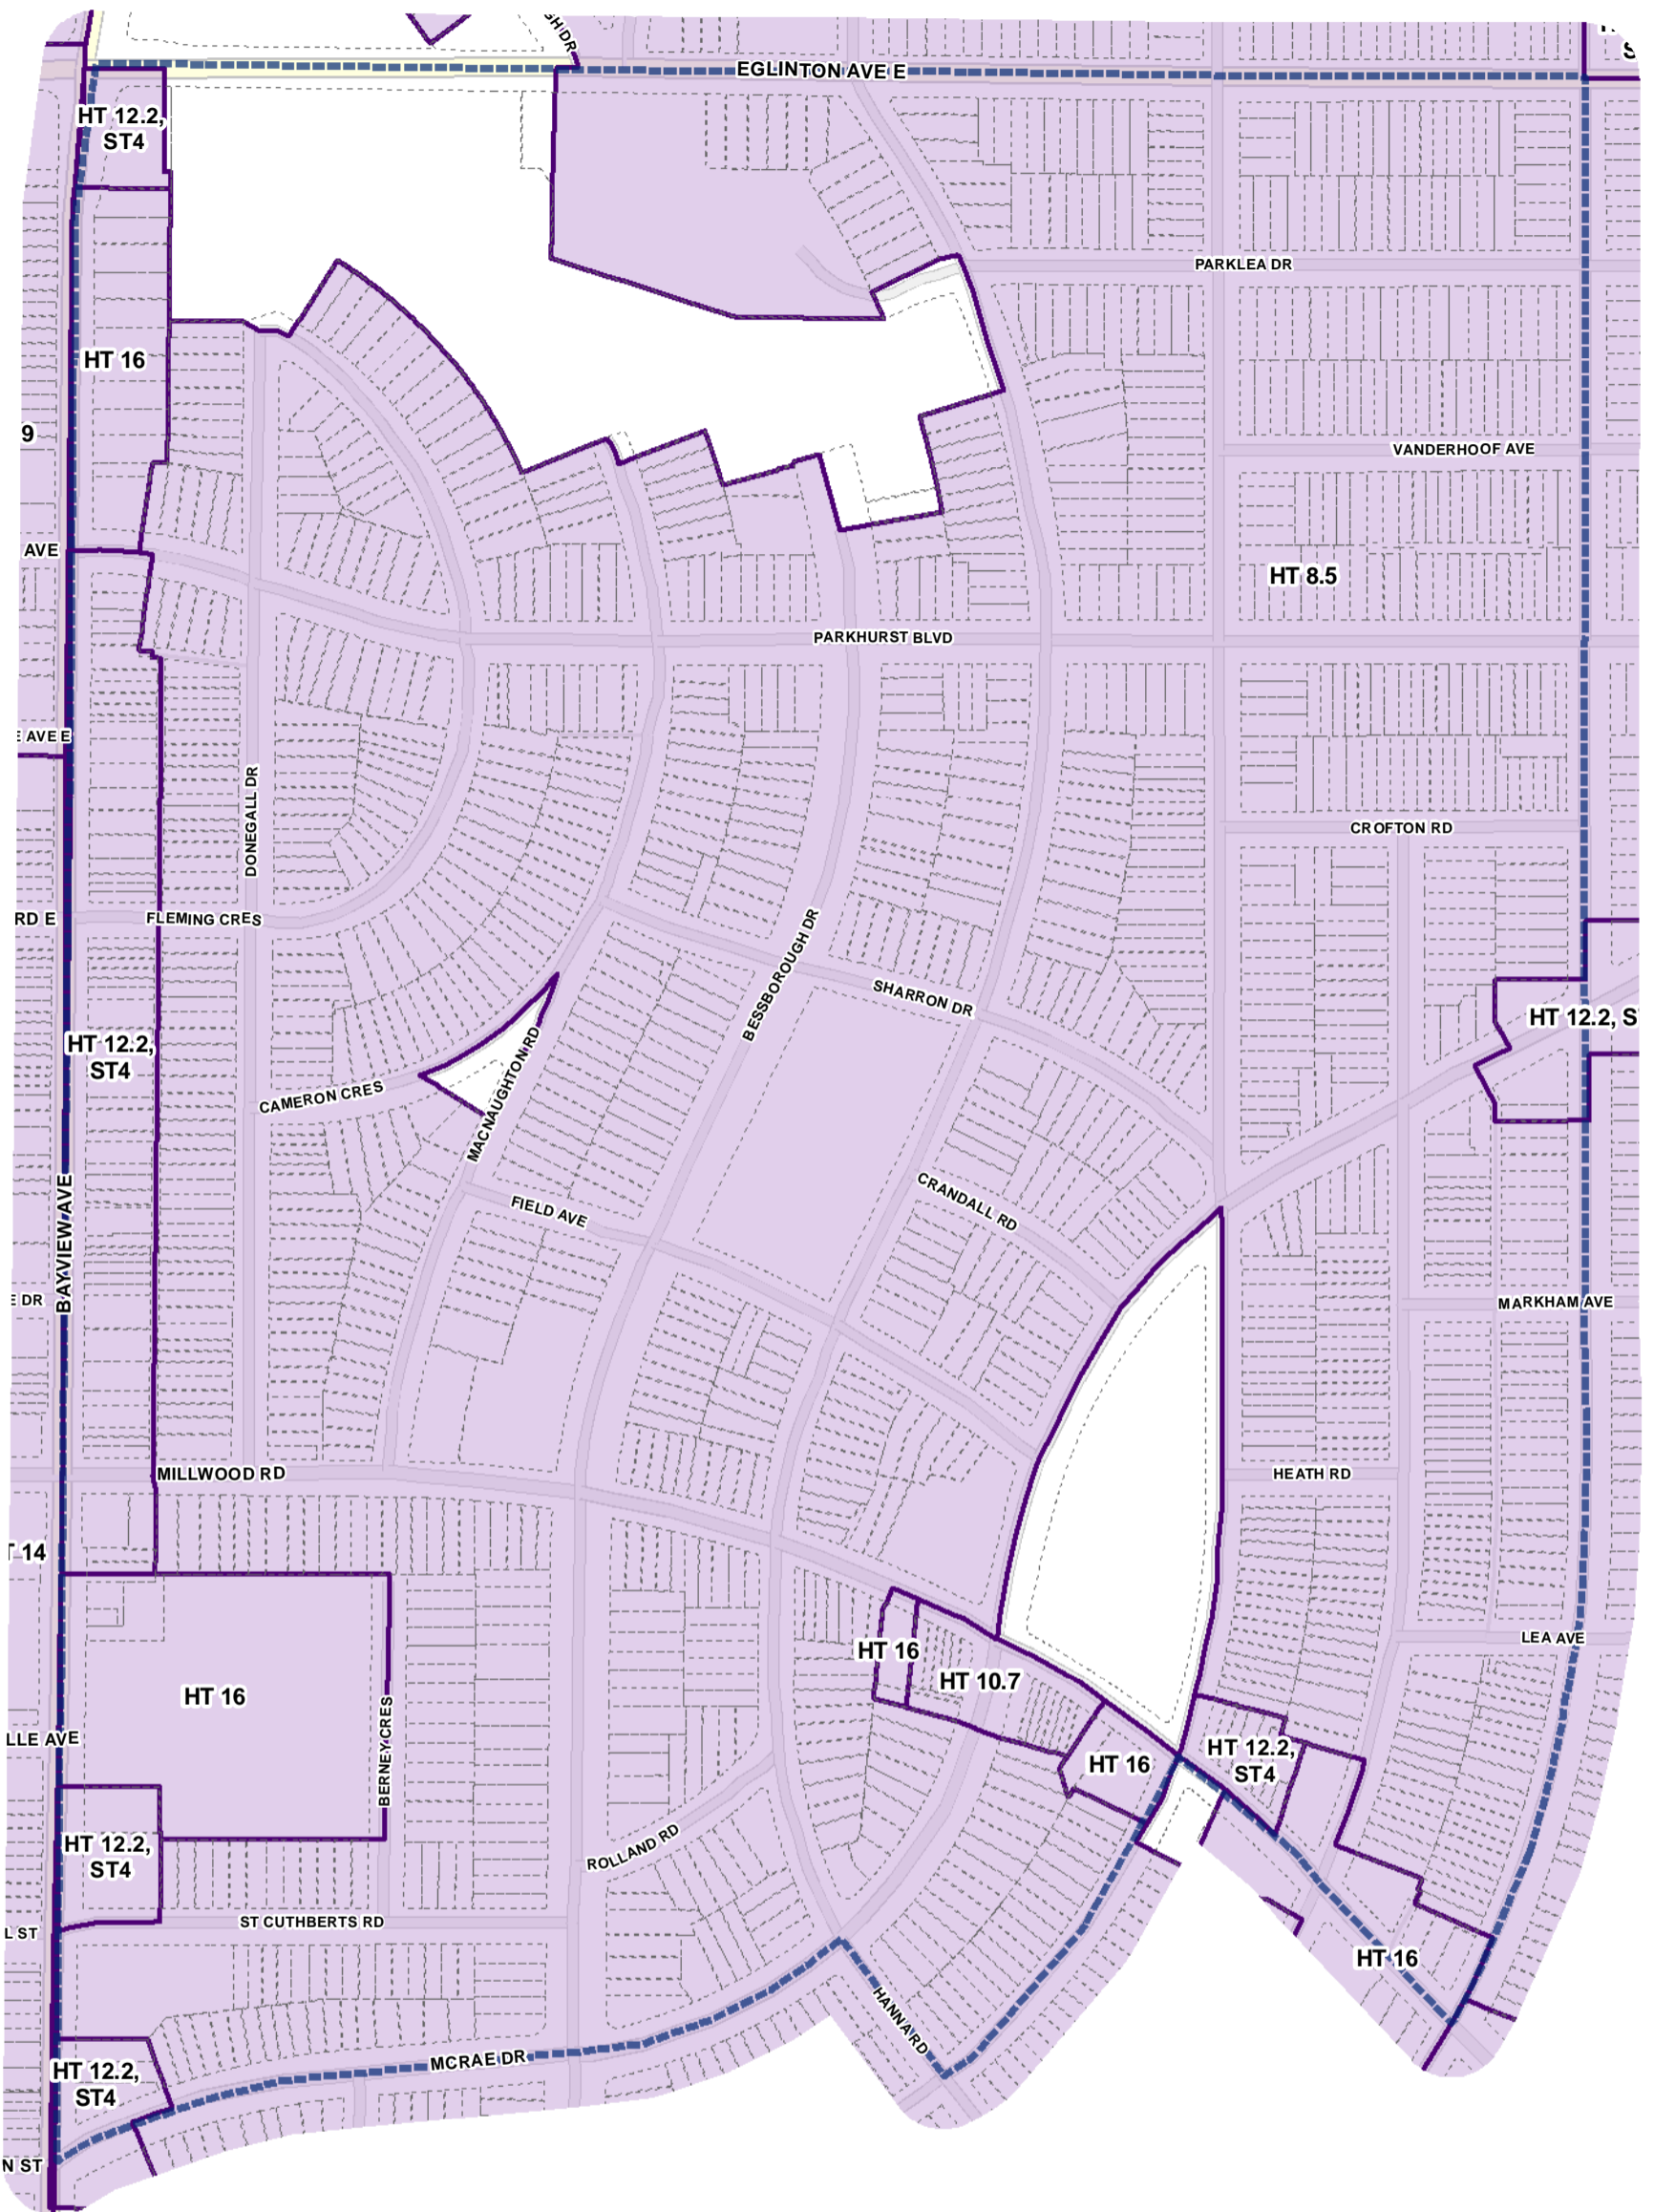 GH DR
EGLINTON AVE E
HT 12.2,
ST4
PARKLEA DR
HT 16
9
VANDERHOOF AVE
AVE
HT 8.5
PARKHURST BLVD
E AVE E
DONEGALL DR
CROFTON RD
RD E
FLEMING CRES
BESSBOROUGH DR
SHARRON DR
HT 12.2, S
HT 12.2,
ST4
CAMERON CRES
MACNAUGHTON RD
FIELD AVE
CRANDALL RD
BAYVIEW AVE
E DR
MARKHAM AVE
MILLWOOD RD
HEATH RD
T 14
LEA AVE
HT 16
HT 10.7
HT 16
LLE AVE
BERNEY CRES
HT 16
HT 12.2,
ST4
HT 12.2,
ST4
ROLLAND RD
ST CUTHBERTS RD
L ST
HT 16
HANNA RD
MCRAE DR
HT 12.2,
ST4
N ST